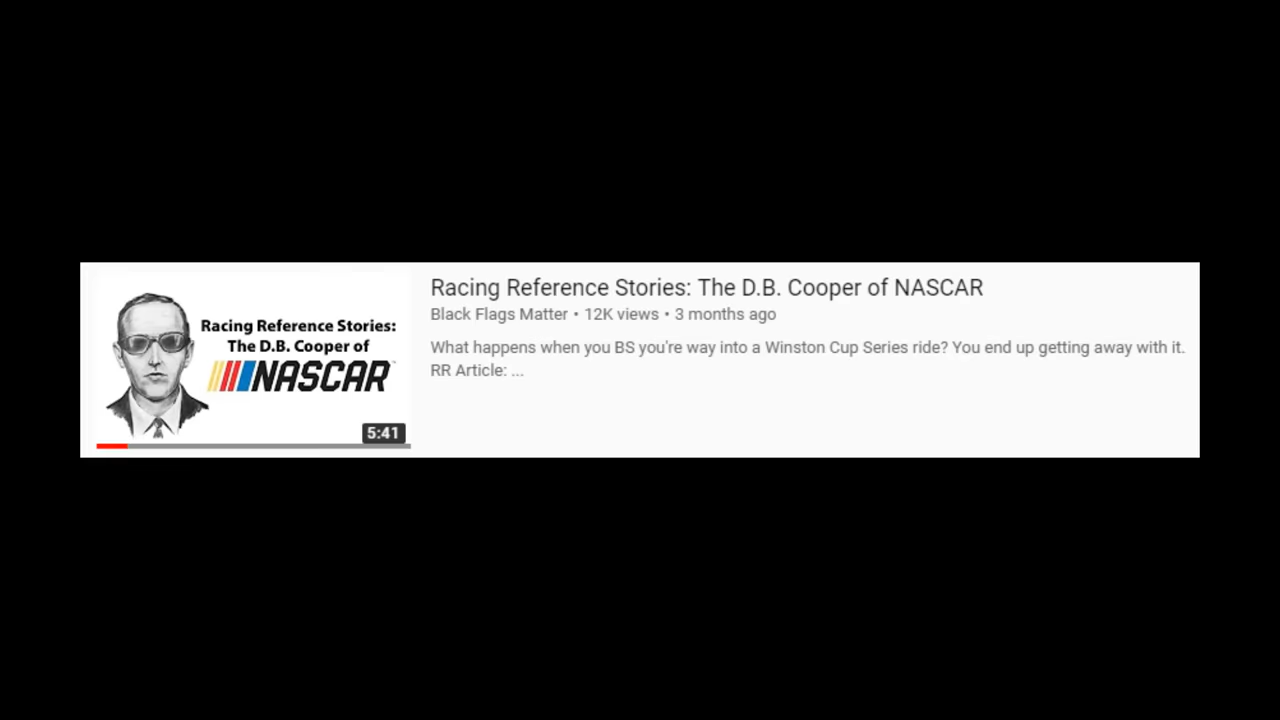 Racing Reference Stories:
The D.B. Cooper of
NASCAR
5:41
Racing Reference Stories: The D.B. Cooper of NASCAR
Black Flags Matter • 12K views • 3 months ago
What happens when you BS you're way into a Winston Cup Series ride? You end up getting away with it.
RR Article: ...